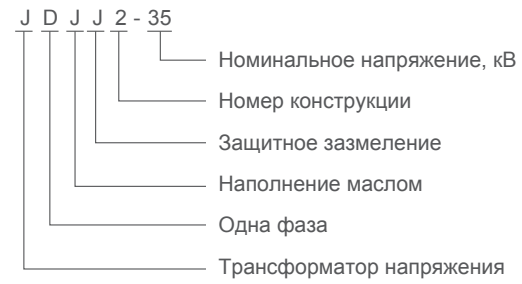 J D J J 2 - 35
Номинальное напряжение, кВ
Номер конструкции
Защитное зазмеление
Наполнение маслом
Одна фаза
Трансформатор напряжения